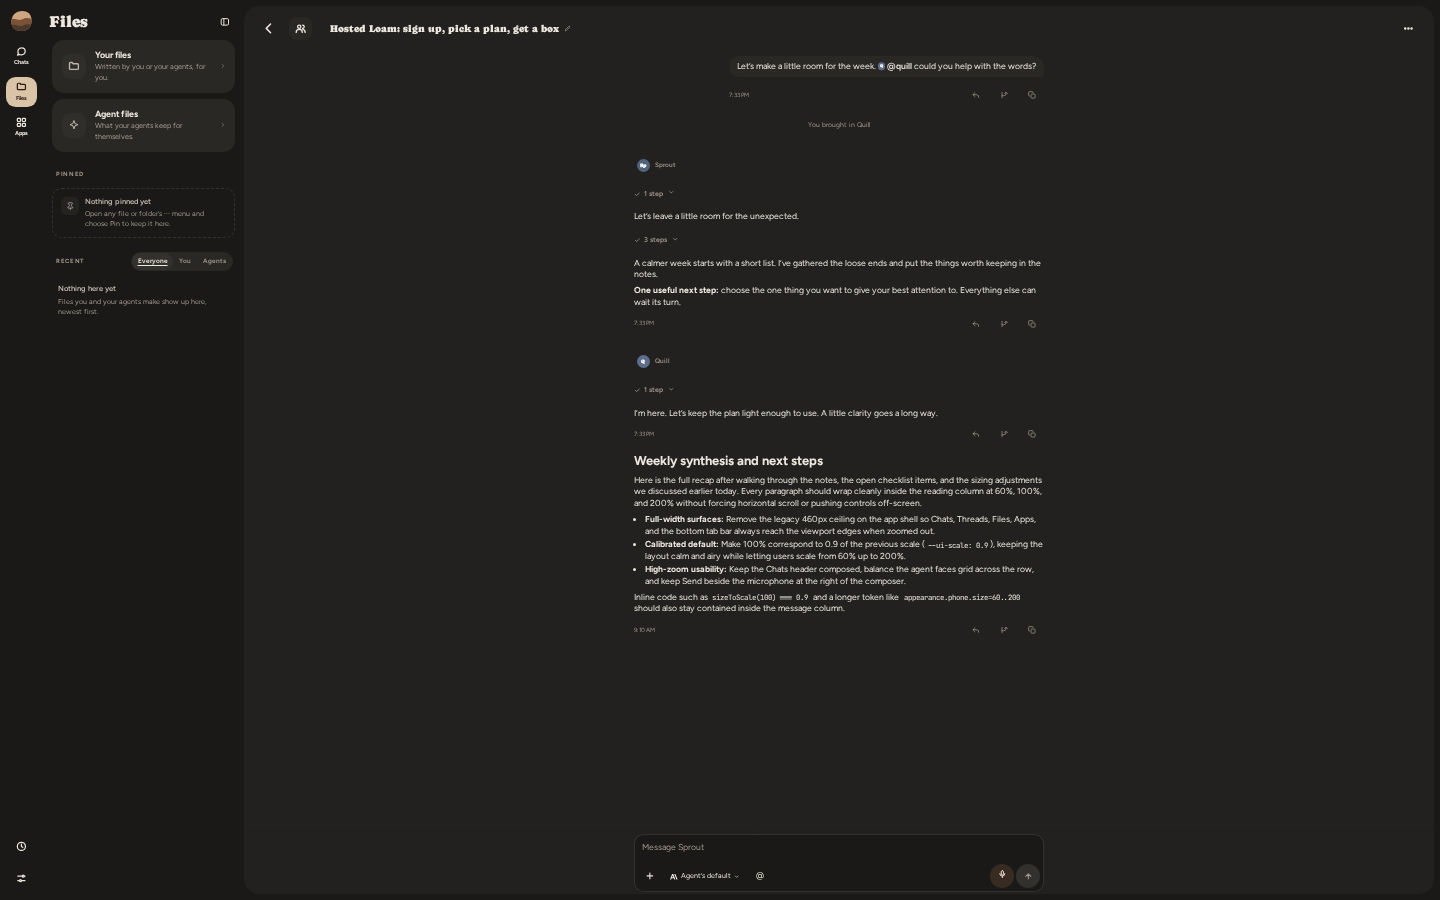 Files
Chats
Files
Apps
Your files
Written by you or your agents, for
you.
Agent files
What your agents keep for
themselves.
PINNED
Nothing pinned yet
Open any file or folder's ··· menu and
choose Pin to keep it here.
RECENT
Everyone You Agents
Nothing here yet
Files you and your agents make show up here,
newest first.
Hosted Loam: sign up, pick a plan, get a box
Let's make a little room for the week. @quill could you help with the words?
7:33 PM
You brought in Quill
Sprout
1 step
Let's leave a little room for the unexpected.
3 steps
A calmer week starts with a short list. I've gathered the loose ends and put the things worth keeping in the
notes.
One useful next step: choose the one thing you want to give your best attention to. Everything else can
wait its turn.
7:33 PM
Quill
1 step
I'm here. Let's keep the plan light enough to use. A little clarity goes a long way.
7:33 PM
Weekly synthesis and next steps
Here is the full recap after walking through the notes, the open checklist items, and the sizing adjustments
we discussed earlier today. Every paragraph should wrap cleanly inside the reading column at 60%, 100%,
and 200% without forcing horizontal scroll or pushing controls off-screen.
• Full-width surfaces: Remove the legacy 460px ceiling on the app shell so Chats, Threads, Files, Apps,
and the bottom tab bar always reach the viewport edges when zoomed out.
• Calibrated default: Make 100% correspond to 0.9 of the previous scale ( --ui-scale: 0.9 ), keeping the
layout calm and airy while letting users scale from 60% up to 200%.
• High-zoom usability: Keep the Chats header composed, balance the agent faces grid across the row,
and keep Send beside the microphone at the right of the composer.
Inline code such as sizeToScale(100) === 0.9 and a longer token like appearance.phone.size=60..200
should also stay contained inside the message column.
9:10 AM
Message Sprout
Agent's default
@